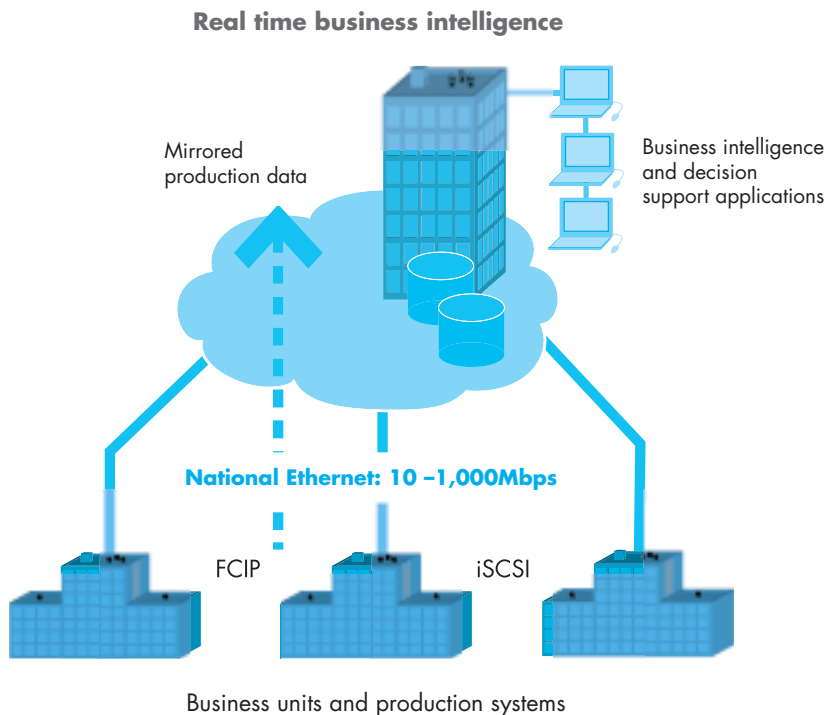 Real time business intelligence
Mirrored
production data
Business intelligence
and decision
support applications
National Ethernet: 10 –1,000Mbps
FCIP
iSCSI
Business units and production systems